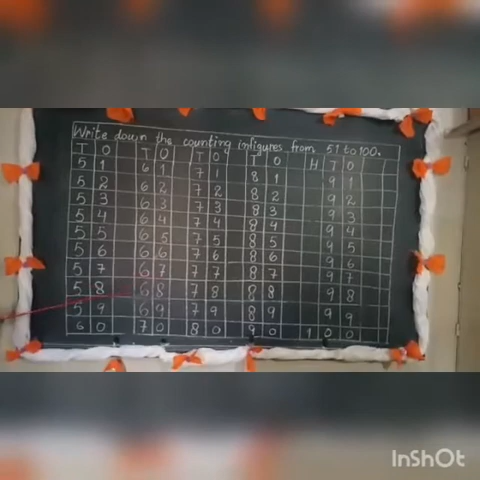 Write down the counting in figures from 51 to 100.
T O T O T O T O H T O
5 1 6 1 7 1 8 1 9 1
5 2 6 2 7 2 8 2 9 2
5 3 6 3 7 3 8 3 9 3
5 4 6 4 7 4 8 4 9 4
5 5 6 5 7 5 8 5 9 5
5 6 6 6 7 6 8 6 9 6
5 7 6 7 7 7 8 7 9 7
5 8 6 8 7 8 8 8 9 8
5 9 6 9 7 9 8 9 9 9
6 0 7 0 8 0 9 0 1 0 0
InShOt